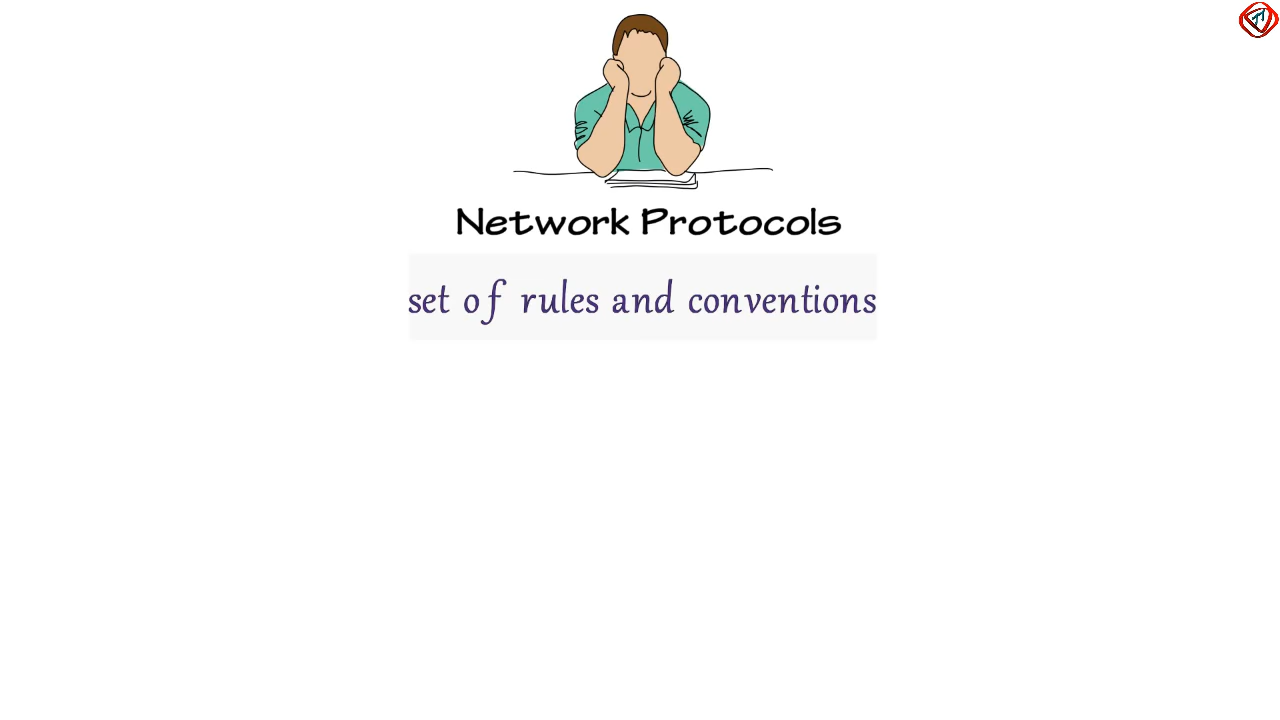 Network Protocols
set of rules and conventions